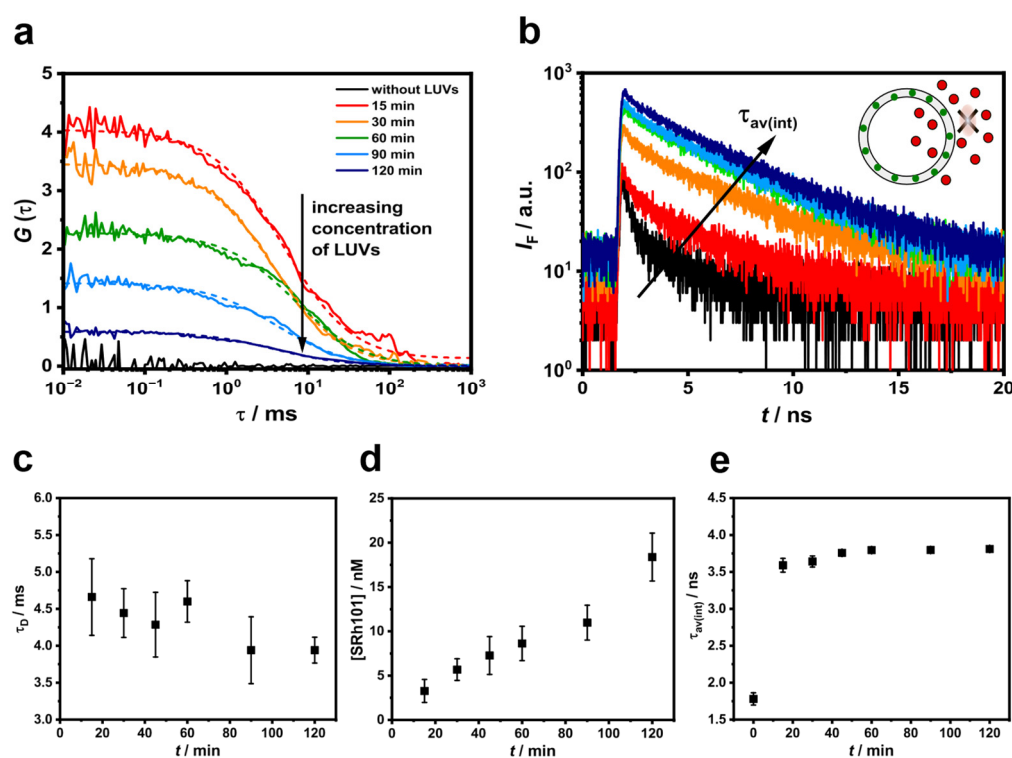 a
5
4
3
2
1
0
G (τ)
10⁻²
10⁻¹
10⁰
10¹
10²
10³
τ / ms
without LUVs
15 min
30 min
60 min
90 min
120 min
increasing
concentration
of LUVs
b
10³
10²
10¹
10⁰
I_F / a.u.
0
5
10
15
20
t / ns
τ_av(int)
c
6.0
5.5
5.0
4.5
4.0
3.5
3.0
τ_D / ms
0
20
40
60
80
100
120
t / min
d
25
20
15
10
5
0
[SRh101] / nM
0
20
40
60
80
100
120
t / min
e
4.5
4.0
3.5
3.0
2.5
2.0
1.5
τ_av(int) / ns
0
20
40
60
80
100
120
t / min